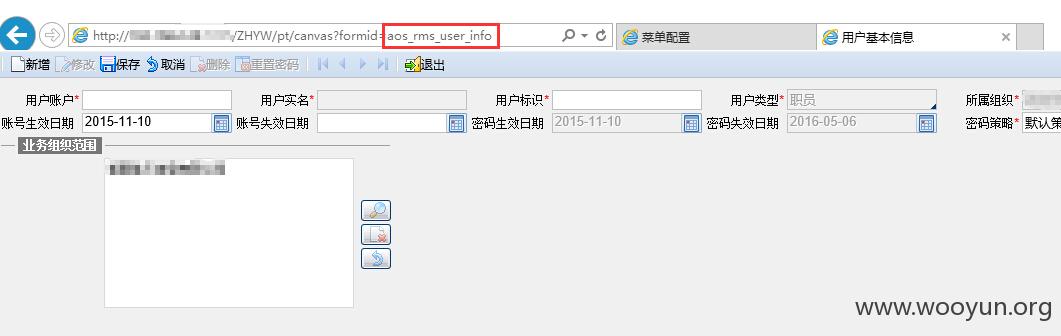 http:// /ZHYW/pt/canvas?formid=aos_rms_user_info 菜单配置 用户基本信息
新增 修改 保存 取消 删除 重置密码 退出
用户账户* 用户实名* 用户标识* 用户类型* 职员 所属组织*
账号生效日期 2015-11-10 账号失效日期 密码生效日期 2015-11-10 密码失效日期 2016-05-06 密码策略* 默认策
业务组织范围
www.wooyun.org